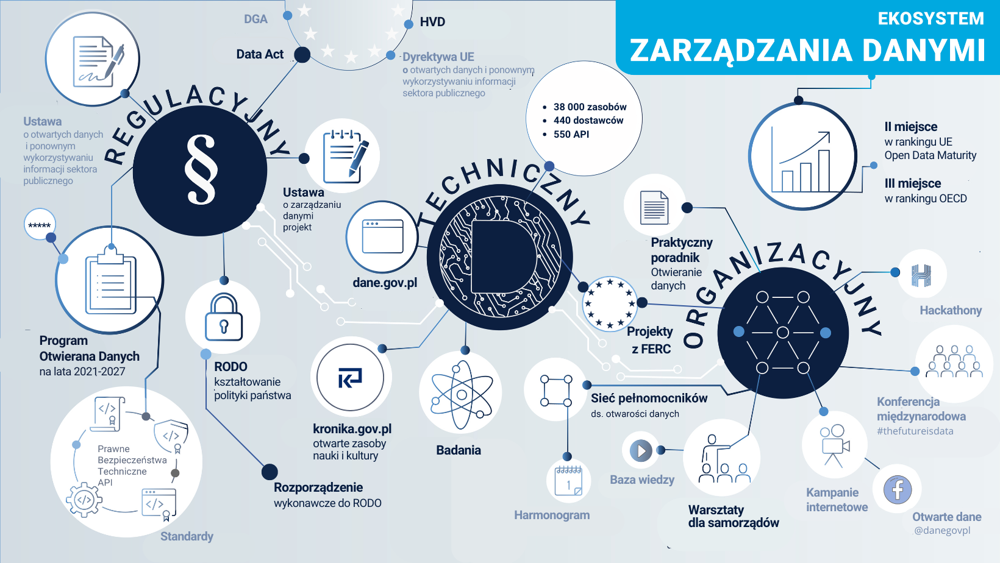 EKOSYSTEM
ZARZĄDZANIA DANYMI
DGA
HVD
Data Act
Dyrektywa UE
o otwartych danych i ponownym
wykorzystywaniu informacji
sektora publicznego
REGULACYJNY
§
Ustawa
o otwartych danych
i ponownym
wykorzystywaniu
informacji sektora
publicznego
Ustawa
o zarządzaniu
danymi
projekt
*****
Program
Otwierana Danych
na lata 2021-2027
RODO
kształtowanie
polityki państwa
Rozporządzenie
wykonawcze do RODO
</>
</>
</>
</>
Prawne
Bezpieczeństwa
Techniczne
API
Standardy
TECHNICZNY
• 38 000 zasobów
• 440 dostawców
• 550 API
dane.gov.pl
kronika.gov.pl
otwarte zasoby
nauki i kultury
Badania
Projekty
z FERC
II miejsce
w rankingu UE
Open Data Maturity
III miejsce
w rankingu OECD
ORGANIZACYJNY
Praktyczny
poradnik
Otwieranie
danych
Hackathony
Konferencja
międzynarodowa
#thefutureisdata
Sieć pełnomocników
ds. otwarości danych
1
Harmonogram
Baza wiedzy
Warsztaty
dla samorządów
Kampanie
internetowe
f
Otwarte dane
@danegovpl